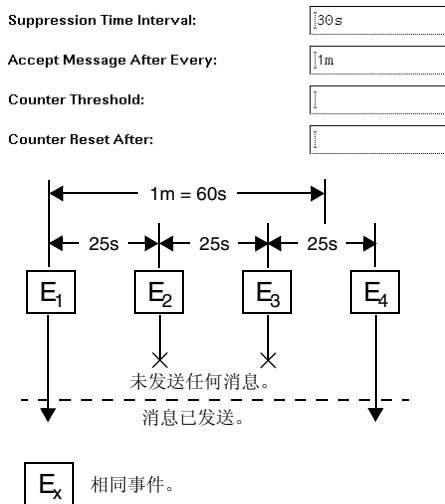 Suppression Time Interval: 30s
Accept Message After Every: 1m
Counter Threshold:
Counter Reset After:
1m = 60s
25s 25s 25s
E1 E2 E3 E4
未发送任何消息。
消息已发送。
Ex 相同事件。